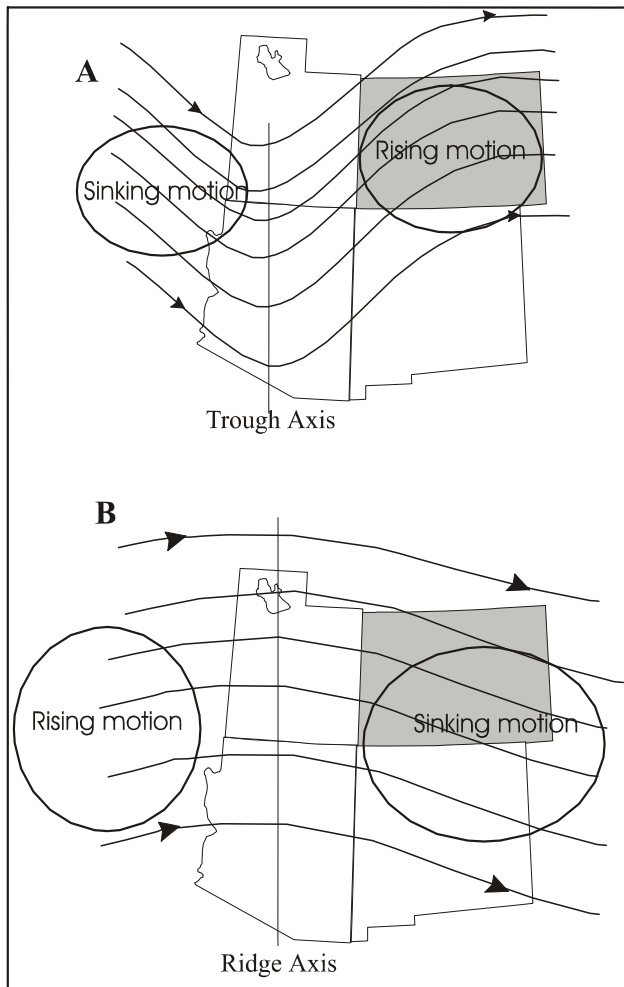 A
Rising motion
Sinking motion
Trough Axis
B
Rising motion
Sinking motion
Ridge Axis